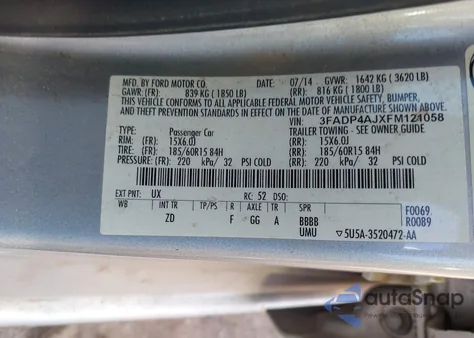 MFD. BY FORD MOTOR CO. DATE: 07/14 GVWR: 1642 KG ( 3620 LB)
GAWR: (FR): 839 KG ( 1850 LB) (RR): 816 KG ( 1800 LB)
THIS VEHICLE CONFORMS TO ALL APPLICABLE SAFETY, BUMPER,
AND THEFT PREVENTION STANDARDS IN EFFECT ON THE DATE OF
MANUFACTURE SHOWN ABOVE.
VIN: 3FADP4AJXFM121058
TYPE: Passenger Car TRAILER TOWING - SEE OWNER GUIDE
RIM: (FR): 15X6.0J (RR): 15X6.0J
TIRE: (FR): 185/60R15 84H (RR): 185/60R15 84H
PRESSURE: (FR): 220 kPa/ 32 PSI COLD (RR): 220 kPa/ 32 PSI COLD
EXT PNT: UX RC: 52 DSO:
WB INT TR TP/PS R AXLE TR SPR F0069
ZD F GG A BBBB R0089
UMU 5U5A-3520472-AA
autoSnap